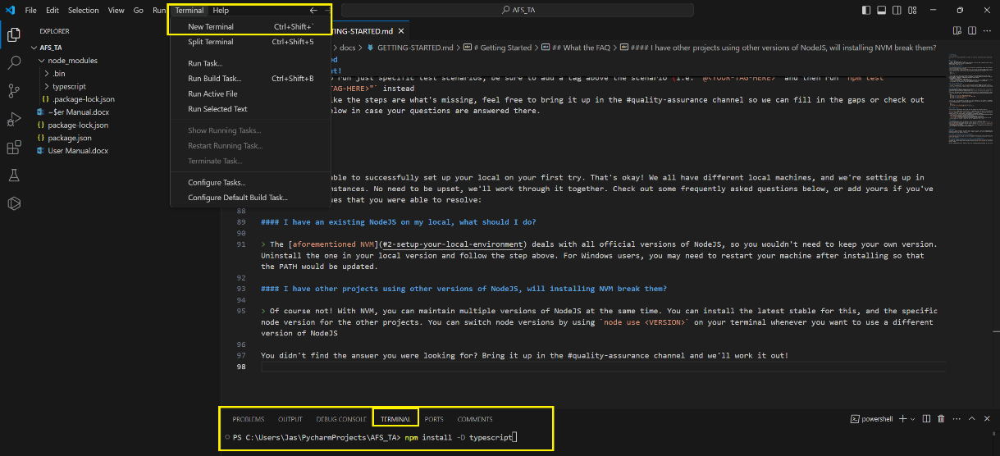 File Edit Selection View Go Run Terminal Help AFS_TA
EXPLORER
AFS_TA
node_modules
.bin
typescript
.package-lock.json
~$er Manual.docx
package-lock.json
package.json
User Manual.docx
New Terminal Ctrl+Shift+`
Split Terminal Ctrl+Shift+5
Run Task...
Run Build Task... Ctrl+Shift+B
Run Active File
Run Selected Text
Show Running Tasks...
Restart Running Task...
Terminate Task...
Configure Tasks...
Configure Default Build Task...
TING-STARTED.md
> docs > GETTING-STARTED.md > # Getting Started > ## What the FAQ > #### I have other projects using other versions of NodeJS, will installing NVM break them?
ed
t!
run just specific test scenarios, be sure to add a tag above the scenario (i.e. `@<YOUR-TAG-HERE>` and then run `npm test
TAG-HERE>"` instead
ike the steps are what's missing, feel free to bring it up in the #quality-assurance channel so we can fill in the gaps or check out
elow in case your questions are answered there.
able to successfully set up your local on your first try. That's okay! We all have different local machines, and we're setting up in
nstances. No need to be upset, we'll work through it together. Check out some frequently asked questions below, or add yours if you've
ues that you were able to resolve:
88
89 #### I have an existing NodeJS on my local, what should I do?
90
91 > The [aforementioned NVM](#2-setup-your-local-environment) deals with all official versions of NodeJS, so you wouldn't need to keep your own version.
Uninstall the one in your local version and follow the step above. For Windows users, you may need to restart your machine after installing so that
the PATH would be updated.
92
93 #### I have other projects using other versions of NodeJS, will installing NVM break them?
94
95 > Of course not! With NVM, you can maintain multiple versions of NodeJS at the same time. You can install the latest stable for this, and the specific
node version for the other projects. You can switch node versions by using `node use <VERSION>` on your terminal whenever you want to use a different
version of NodeJS
96
97 You didn't find the answer you were looking for? Bring it up in the #quality-assurance channel and we'll work it out!
98
PROBLEMS OUTPUT DEBUG CONSOLE TERMINAL PORTS COMMENTS powershell
PS C:\Users\Jas\PycharmProjects\AFS_TA> npm install -D typescript